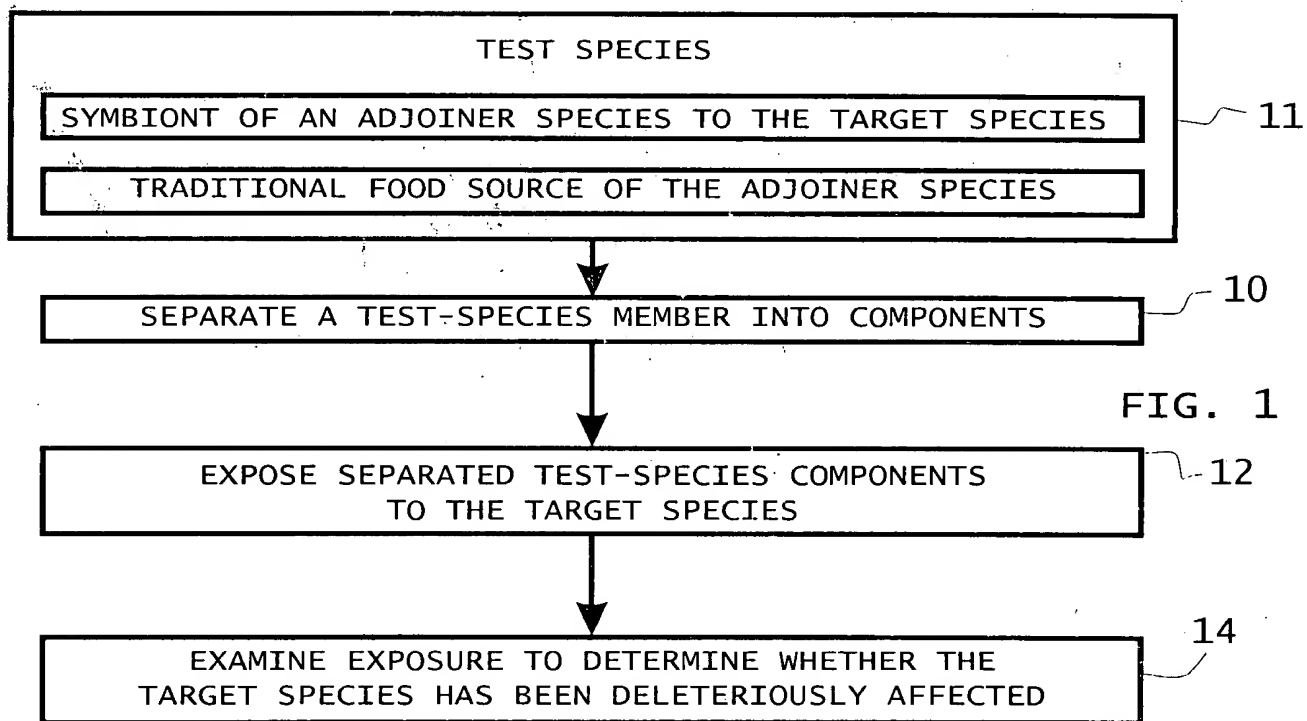 TEST SPECIES
SYMBIONT OF AN ADJOINER SPECIES TO THE TARGET SPECIES
11
TRADITIONAL FOOD SOURCE OF THE ADJOINER SPECIES
10
SEPARATE A TEST-SPECIES MEMBER INTO COMPONENTS
FIG. 1
EXPOSE SEPARATED TEST-SPECIES COMPONENTS
TO THE TARGET SPECIES
12
14
EXAMINE EXPOSURE TO DETERMINE WHETHER THE
TARGET SPECIES HAS BEEN DELETERIOUSLY AFFECTED